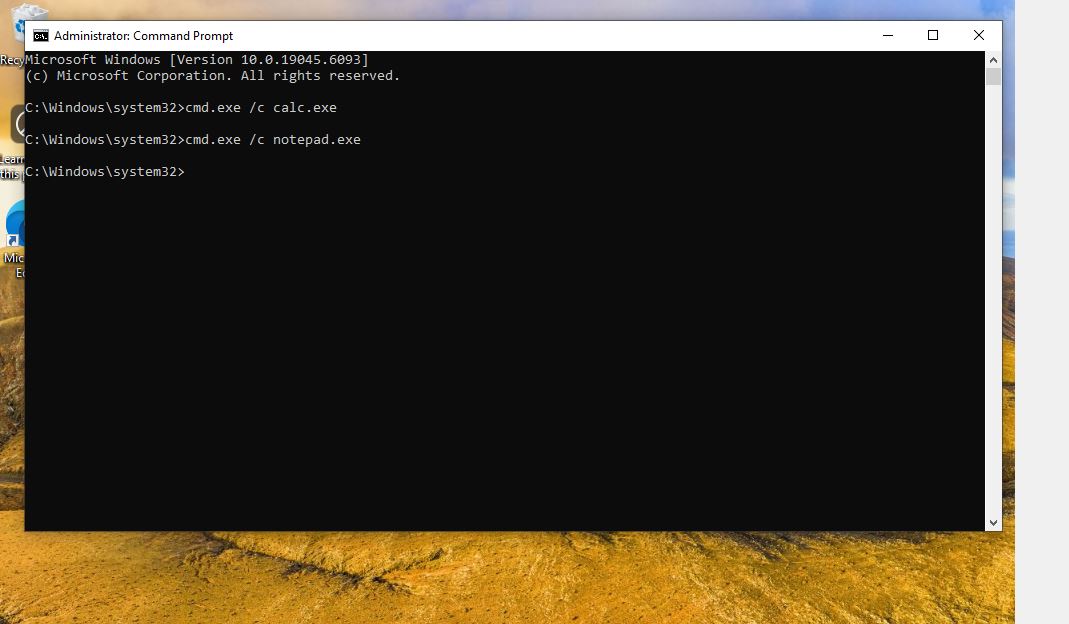 Administrator: Command Prompt
Microsoft Windows [Version 10.0.19045.6093]
(c) Microsoft Corporation. All rights reserved.
C:\Windows\system32>cmd.exe /c calc.exe
C:\Windows\system32>cmd.exe /c notepad.exe
C:\Windows\system32>
Recy
Learn
this
Mic
Ed